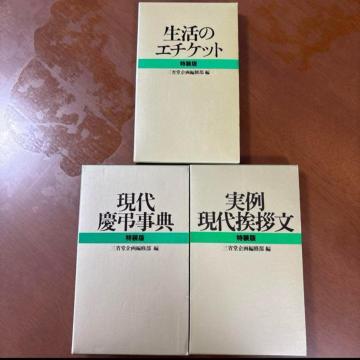 生活の
エチケット
特装版
三省堂企画編修部 編
現代
慶弔事典
特装版
三省堂企画編修部 編
実例
現代挨拶文
特装版
三省堂企画編修部 編